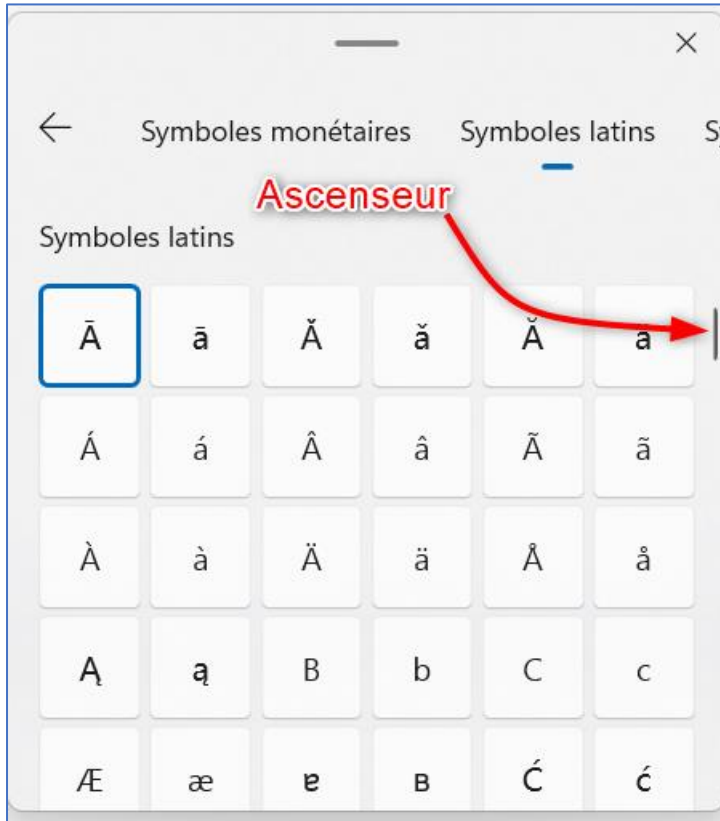 Symboles monétaires Symboles latins S
Ascenseur
Symboles latins
Ā ā Ǎ ǎ Ă
Á á Â â Ã ã
À à Ä ä Å å
Ą ą B b C c
Æ æ ɐ ʙ Ć ć